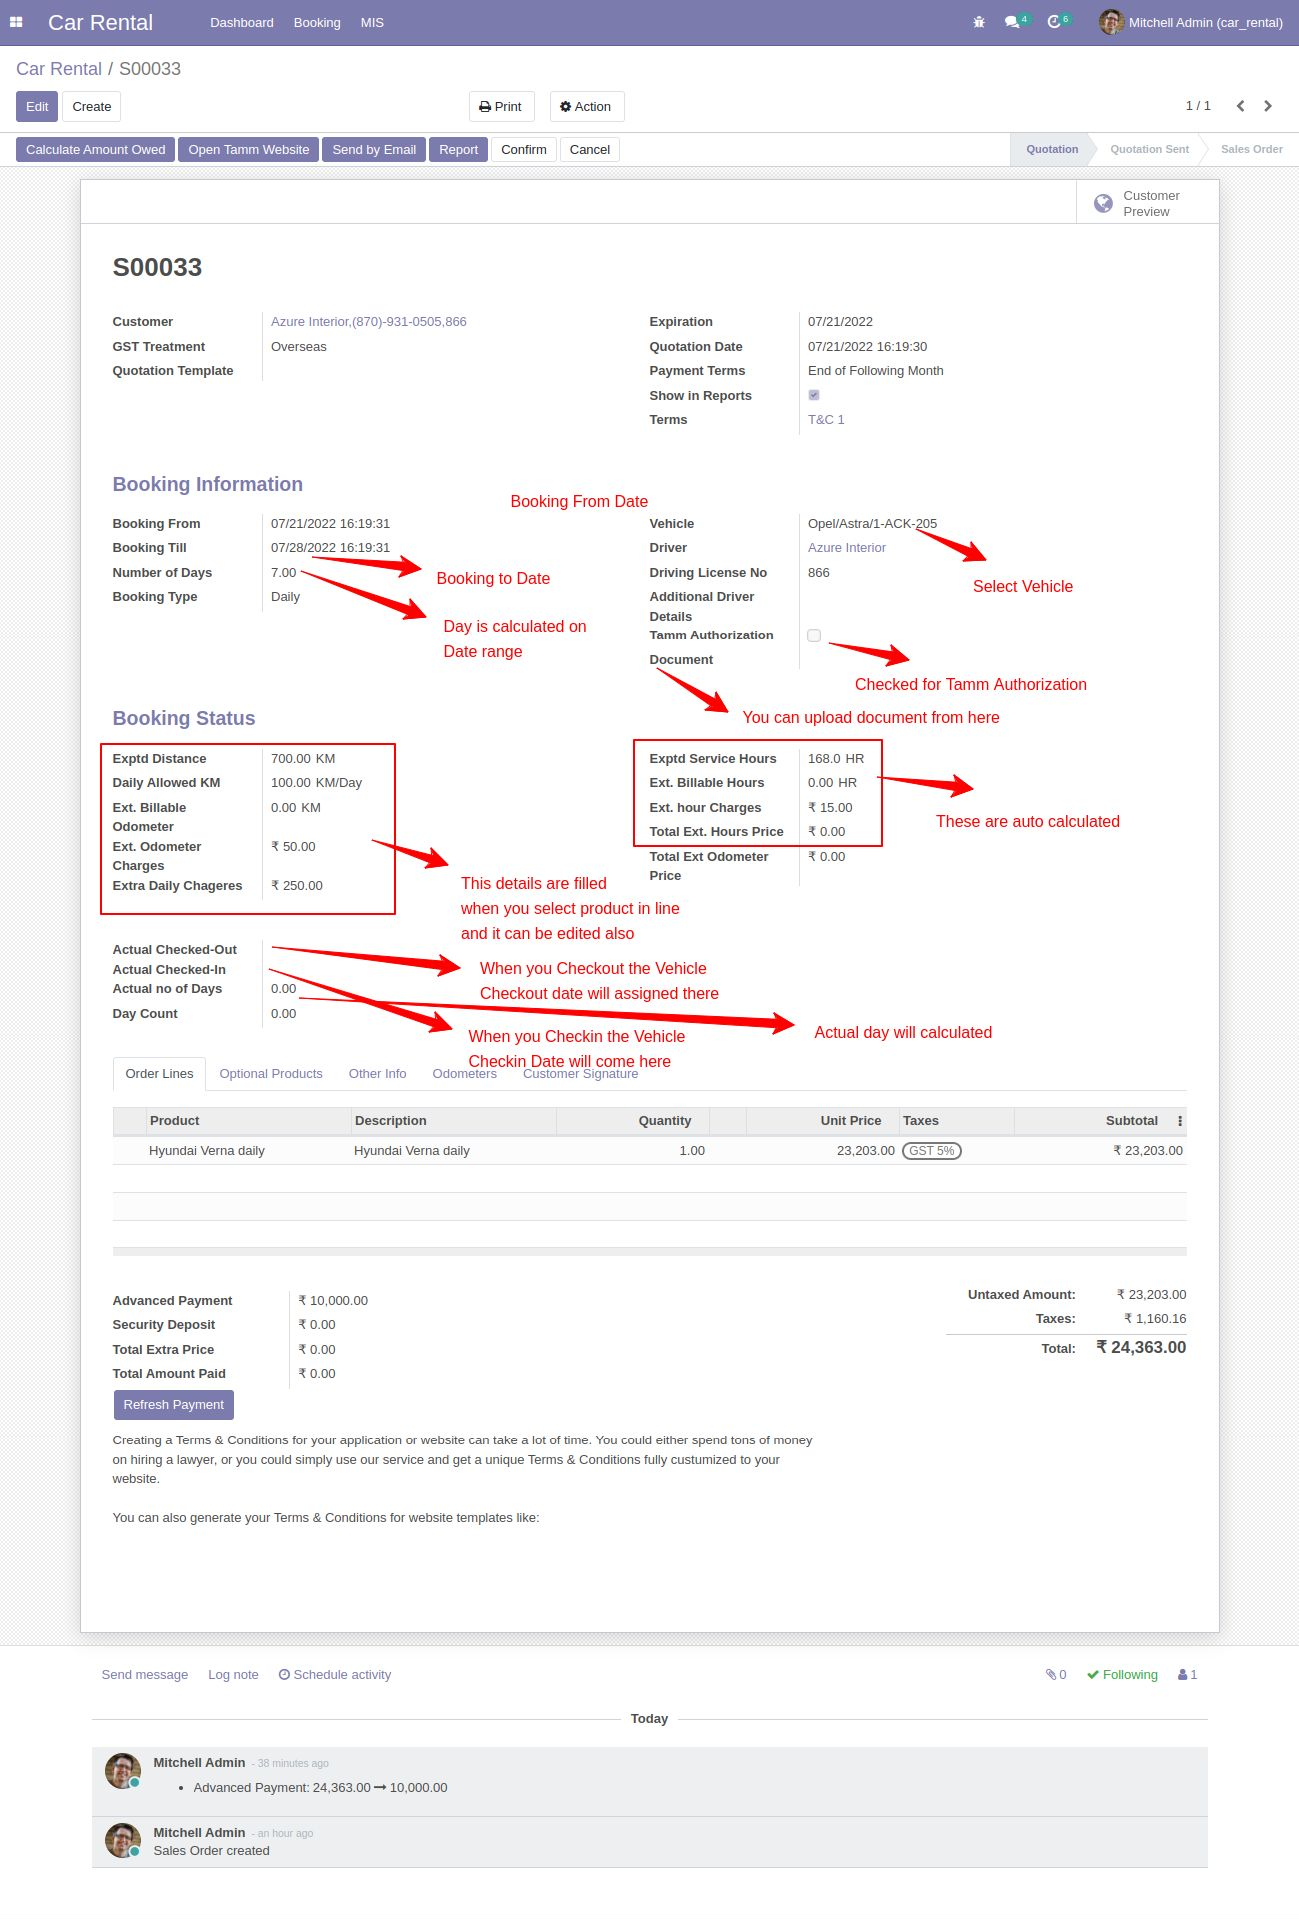 Car Rental Dashboard Booking MIS 4 6 Mitchell Admin (car_rental)
Car Rental / S00033
Edit Create Print Action 1 / 1
Calculate Amount Owed Open Tamm Website Send by Email Report Confirm Cancel Quotation Quotation Sent Sales Order
Customer
Preview
S00033
Customer Azure Interior,(870)-931-0505,866
GST Treatment Overseas
Quotation Template
Expiration 07/21/2022
Quotation Date 07/21/2022 16:19:30
Payment Terms End of Following Month
Show in Reports
Terms T&C 1
Booking Information
Booking From Date
Booking From 07/21/2022 16:19:31
Booking Till 07/28/2022 16:19:31
Number of Days 7.00
Booking Type Daily
Booking to Date
Day is calculated on
Date range
Vehicle Opel/Astra/1-ACK-205
Driver Azure Interior
Driving License No 866
Additional Driver
Details
Tamm Authorization
Document
Select Vehicle
Checked for Tamm Authorization
You can upload document from here
Booking Status
Exptd Distance 700.00 KM
Daily Allowed KM 100.00 KM/Day
Ext. Billable
Odometer
0.00 KM
Ext. Odometer
Charges
₹ 50.00
Extra Daily Chageres ₹ 250.00
Exptd Service Hours 168.0 HR
Ext. Billable Hours 0.00 HR
Ext. hour Charges ₹ 15.00
Total Ext. Hours Price ₹ 0.00
Total Ext Odometer
Price
₹ 0.00
These are auto calculated
This details are filled
when you select product in line
and it can be edited also
Actual Checked-Out
Actual Checked-In
Actual no of Days 0.00
Day Count 0.00
When you Checkout the Vehicle
Checkout date will assigned there
When you Checkin the Vehicle
Checkin Date will come here
Actual day will calculated
Order Lines Optional Products Other Info Odometers Customer Signature
Product Description Quantity Unit Price Taxes Subtotal
Hyundai Verna daily Hyundai Verna daily 1.00 23,203.00 GST 5% ₹ 23,203.00
Advanced Payment ₹ 10,000.00
Security Deposit ₹ 0.00
Total Extra Price ₹ 0.00
Total Amount Paid ₹ 0.00
Refresh Payment
Untaxed Amount: ₹ 23,203.00
Taxes: ₹ 1,160.16
Total: ₹ 24,363.00
Creating a Terms & Conditions for your application or website can take a lot of time. You could either spend tons of money
on hiring a lawyer, or you could simply use our service and get a unique Terms & Conditions fully custumized to your
website.
You can also generate your Terms & Conditions for website templates like:
Send message Log note Schedule activity 0 Following 1
Today
Mitchell Admin - 38 minutes ago
• Advanced Payment: 24,363.00 → 10,000.00
Mitchell Admin - an hour ago
Sales Order created